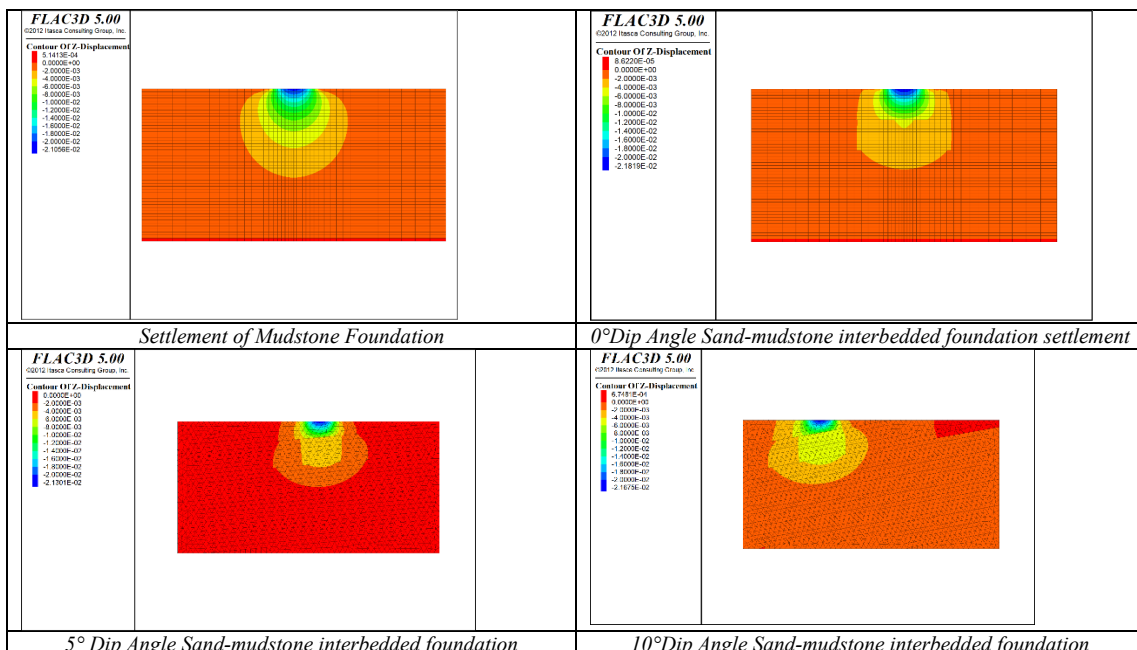 FLAC3D 5.00
©2012 Itasca Consulting Group, Inc.
Contour Of Z-Displacement
5.1413E-04
0.0000E+00
-2.0000E-03
-4.0000E-03
-6.0000E-03
-8.0000E-03
-1.0000E-02
-1.2000E-02
-1.4000E-02
-1.6000E-02
-1.8000E-02
-2.0000E-02
-2.1056E-02
Settlement of Mudstone Foundation
FLAC3D 5.00
©2012 Itasca Consulting Group, Inc.
Contour Of Z-Displacement
8.6220E-05
0.0000E+00
-2.0000E-03
-4.0000E-03
-6.0000E-03
-8.0000E-03
-1.0000E-02
-1.2000E-02
-1.4000E-02
-1.6000E-02
-1.8000E-02
-2.0000E-02
-2.1819E-02
0°Dip Angle Sand-mudstone interbedded foundation settlement
FLAC3D 5.00
©2012 Itasca Consulting Group, Inc.
Contour Of Z-Displacement
0.0000E+00
-2.0000E-03
-4.0000E-03
-6.0000E-03
-8.0000E-03
-1.0000E-02
-1.2000E-02
-1.4000E-02
-1.6000E-02
-1.8000E-02
-2.0000E-02
-2.1301E-02
5° Dip Angle Sand-mudstone interbedded foundation
FLAC3D 5.00
©2012 Itasca Consulting Group, Inc.
Contour Of Z-Displacement
6.7481E-04
0.0000E+00
-2.0000E-03
-4.0000E-03
-6.0000E-03
-8.0000E-03
-1.0000E-02
-1.2000E-02
-1.4000E-02
-1.6000E-02
-1.8000E-02
-2.0000E-02
-2.1675E-02
10°Dip Angle Sand-mudstone interbedded foundation